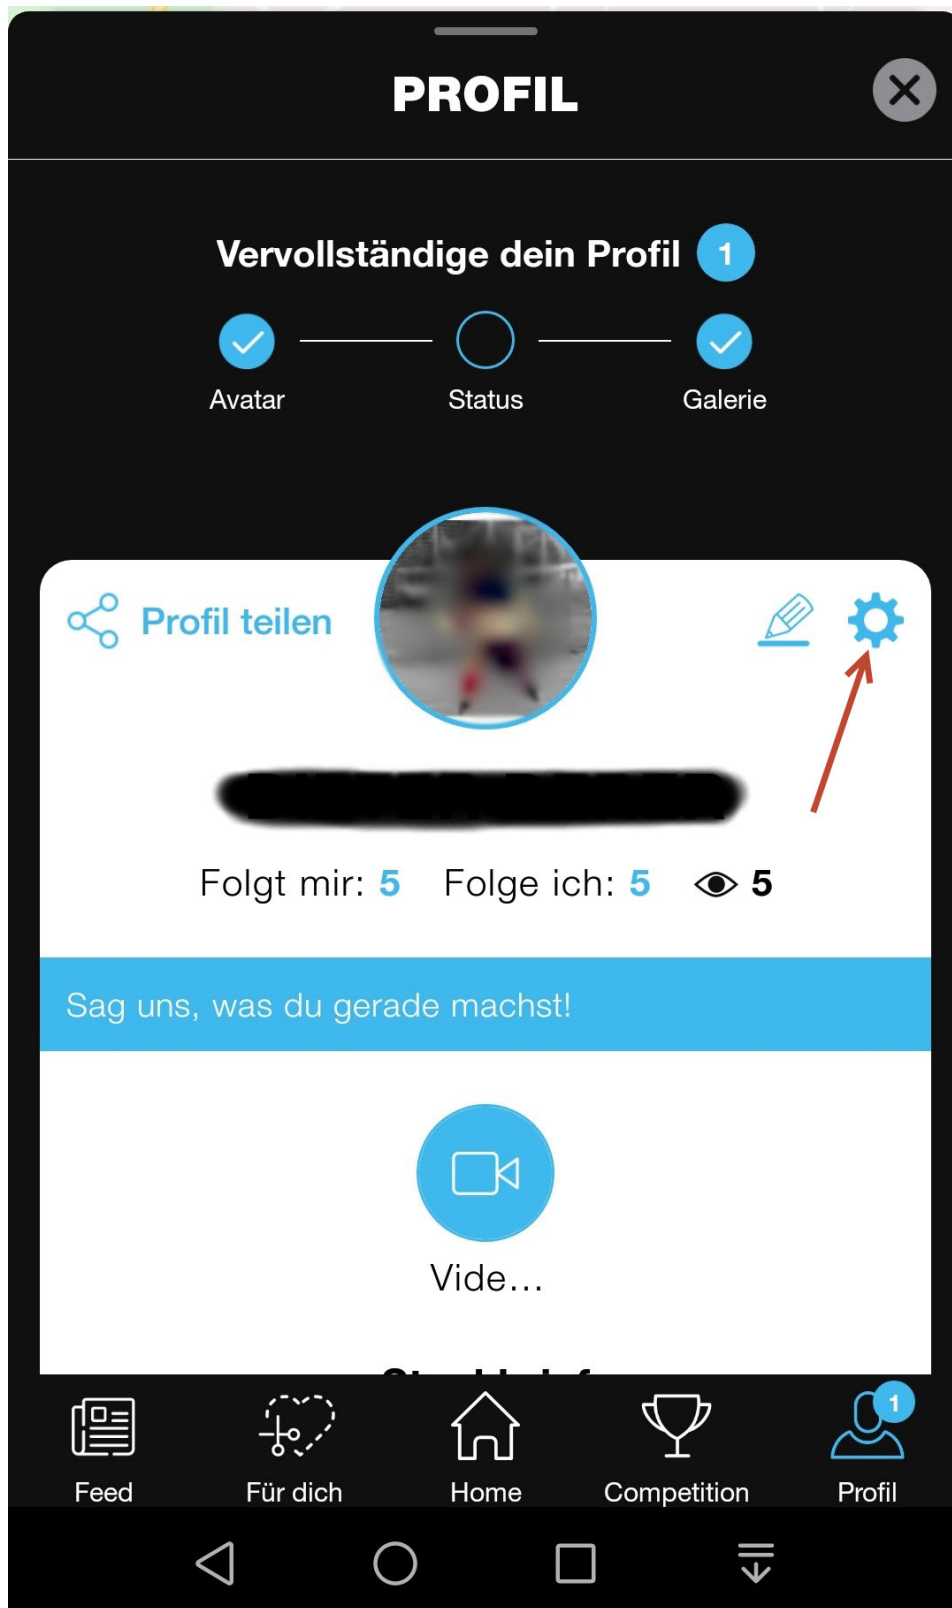 PROFIL
Vervollständige dein Profil 1
Avatar Status Galerie
Profil teilen
Folgt mir: 5 Folge ich: 5 5
Sag uns, was du gerade machst!
Vide...
1
Feed Für dich Home Competition Profil